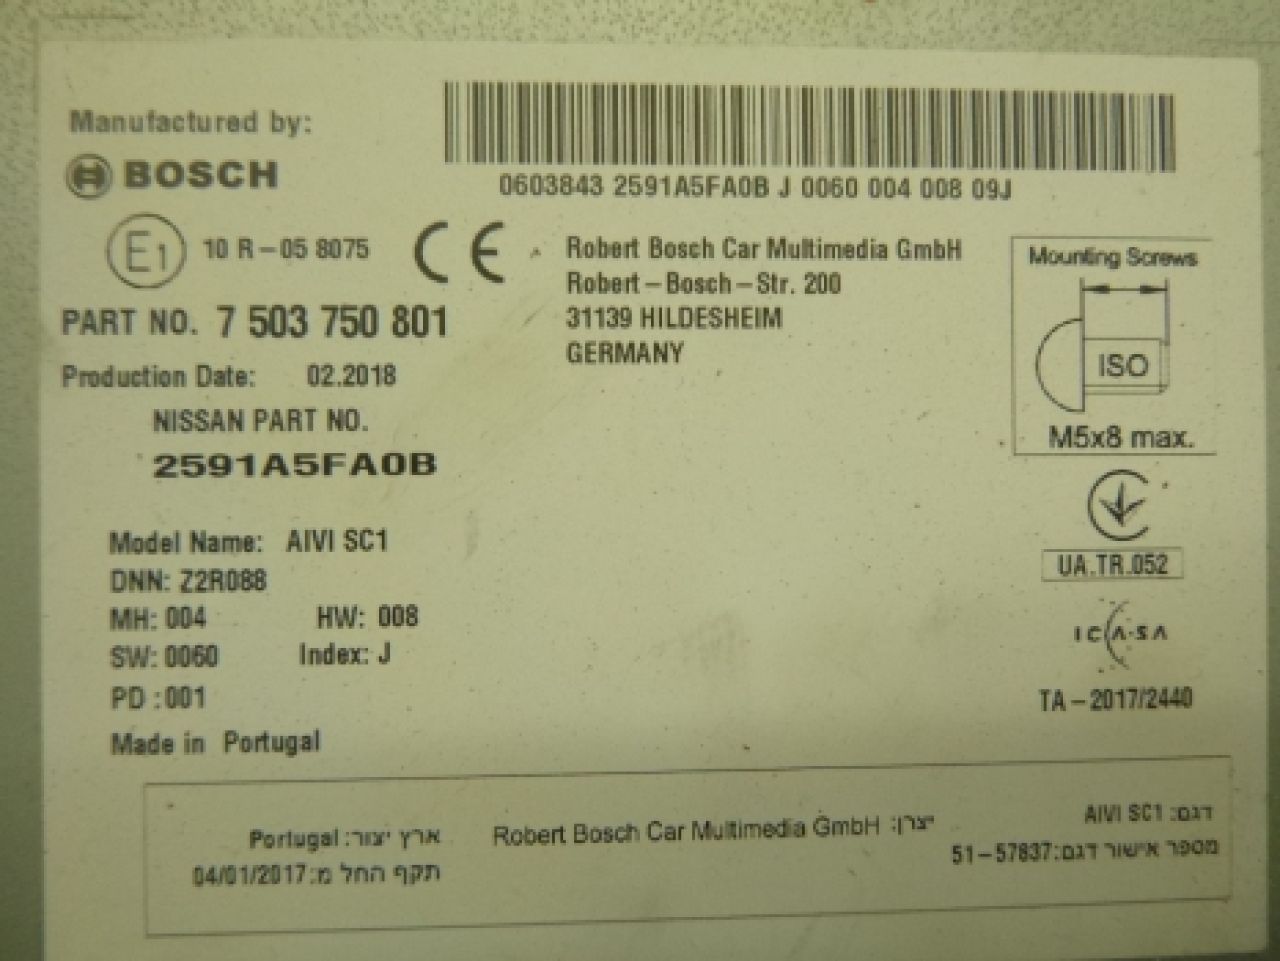 Manufactured by:
BOSCH
0603843 2591A5FA0B J 0060 004 008 09J
E1
10 R-05 8075
CE
Robert Bosch Car Multimedia GmbH
Robert-Bosch-Str. 200
31139 HILDESHEIM
GERMANY
Mounting Screws
ISO
M5x8 max.
PART NO. 7 503 750 801
Production Date: 02.2018
NISSAN PART NO.
2591A5FA0B
Model Name: AIVI SC1
DNN: Z2R088
MH: 004 HW: 008
SW: 0060 Index: J
PD :001
Made in Portugal
UA.TR.052
ICASA
TA-2017/2440
דגם: AIVI SC1
מספר אישור דגם:51-57837
יצרן: Robert Bosch Car Multimedia GmbH
ארץ יצור: Portugal
תקף החל מ:04/01/2017